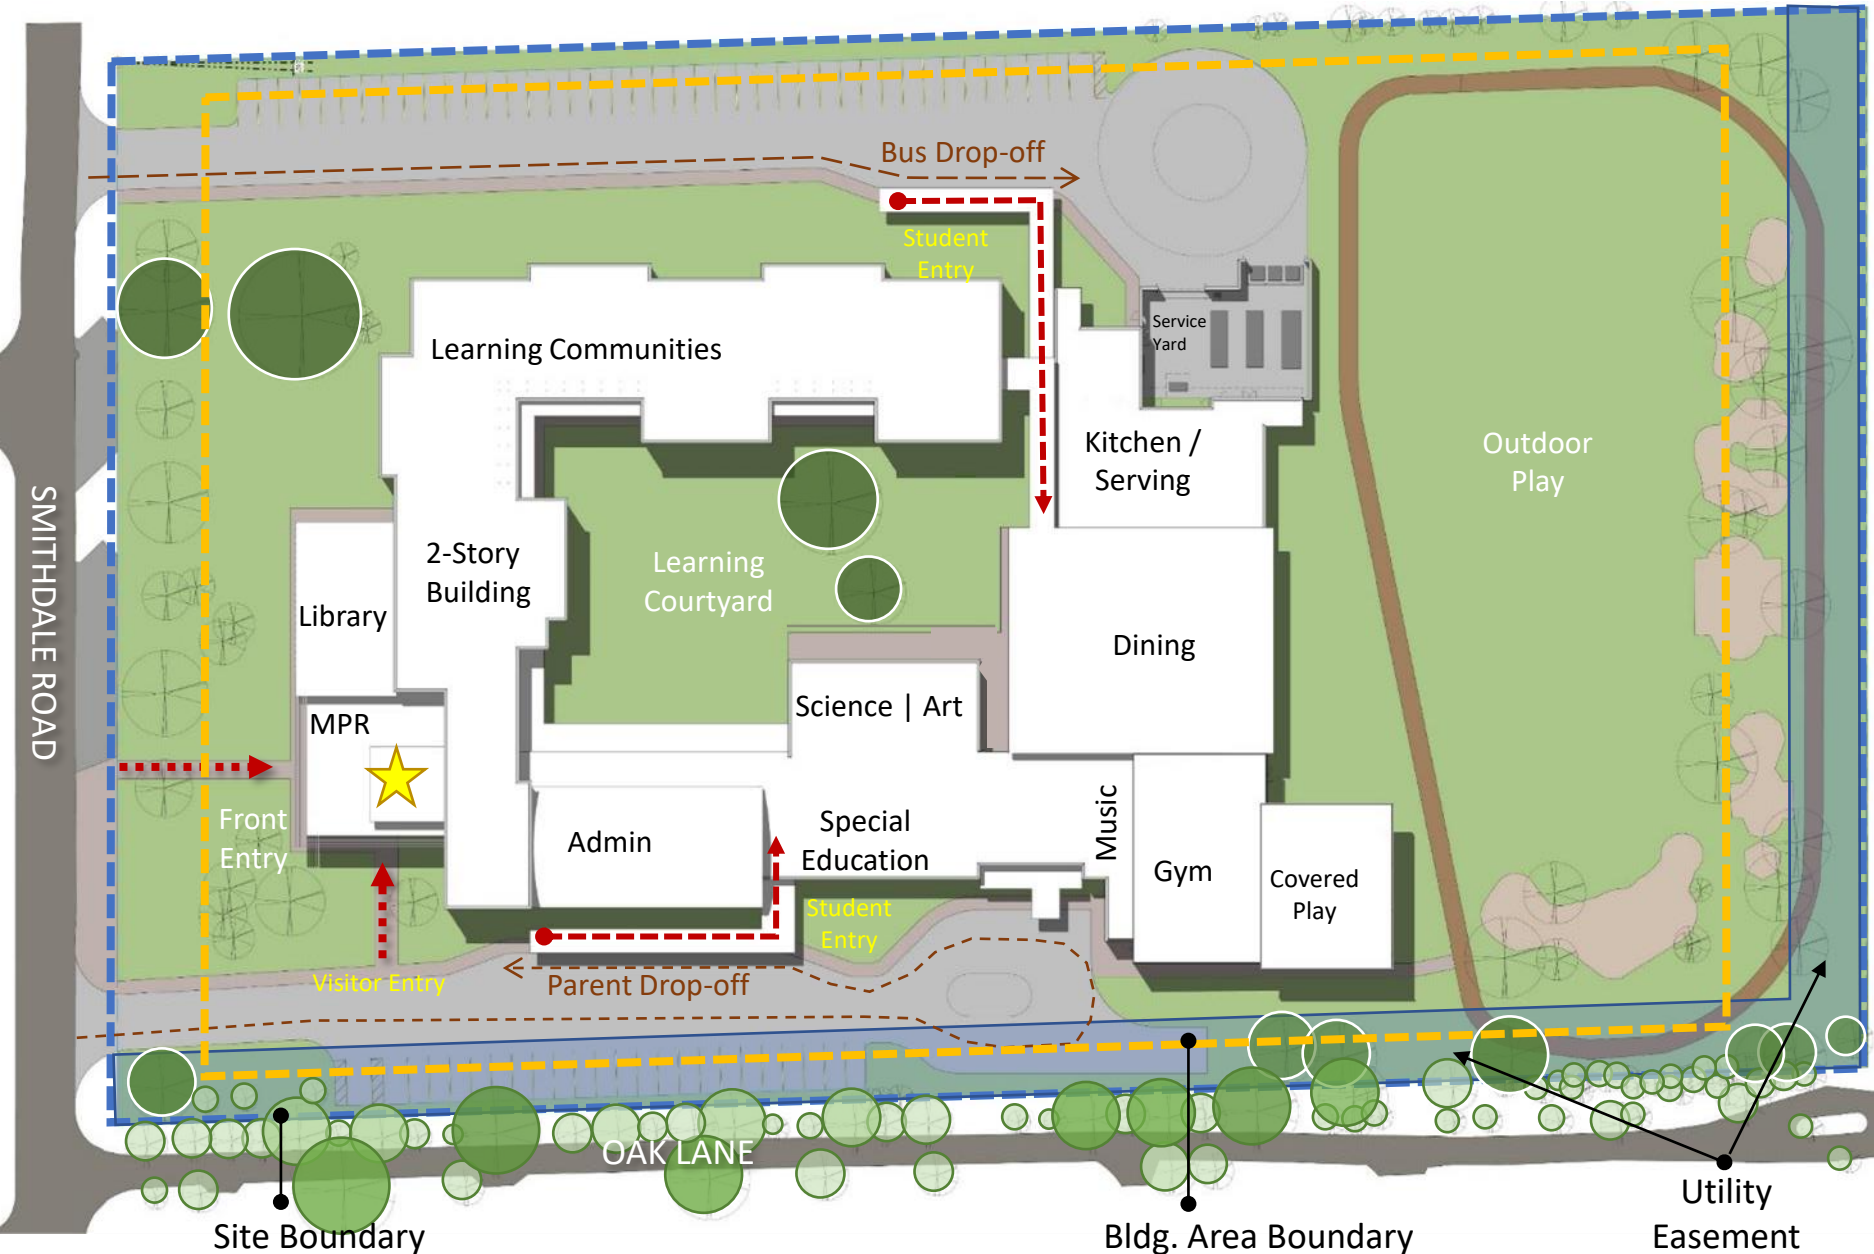 Bus Drop-off
Student
Entry
Service
Yard
Learning Communities
Kitchen /
Serving
Outdoor
Play
SMITHDALE ROAD
2-Story
Building
Learning
Courtyard
Library
Dining
Science | Art
MPR
Front
Entry
Admin
Special
Education
Music
Gym
Covered
Play
Student
Entry
Visitor Entry
Parent Drop-off
OAK LANE
Site Boundary
Bldg. Area Boundary
Utility
Easement